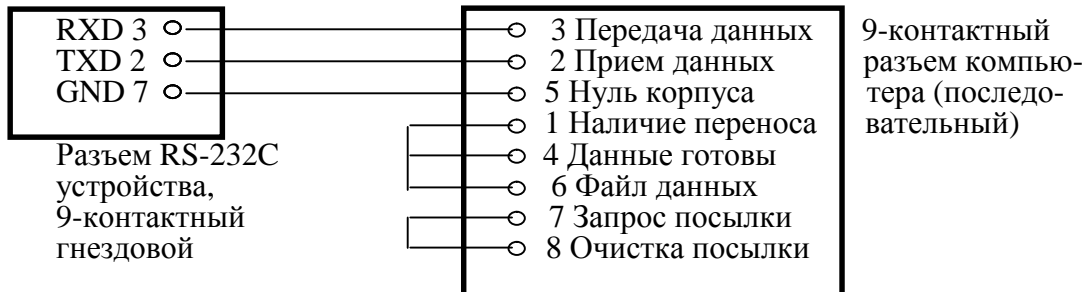 RXD 3
TXD 2
GND 7
Разъем RS-232C
устройства,
9-контактный
гнездовой
3 Передача данных
2 Прием данных
5 Нуль корпуса
1 Наличие переноса
4 Данные готовы
6 Файл данных
7 Запрос посылки
8 Очистка посылки
9-контактный
разъем компью-
тера (последо-
вательный)